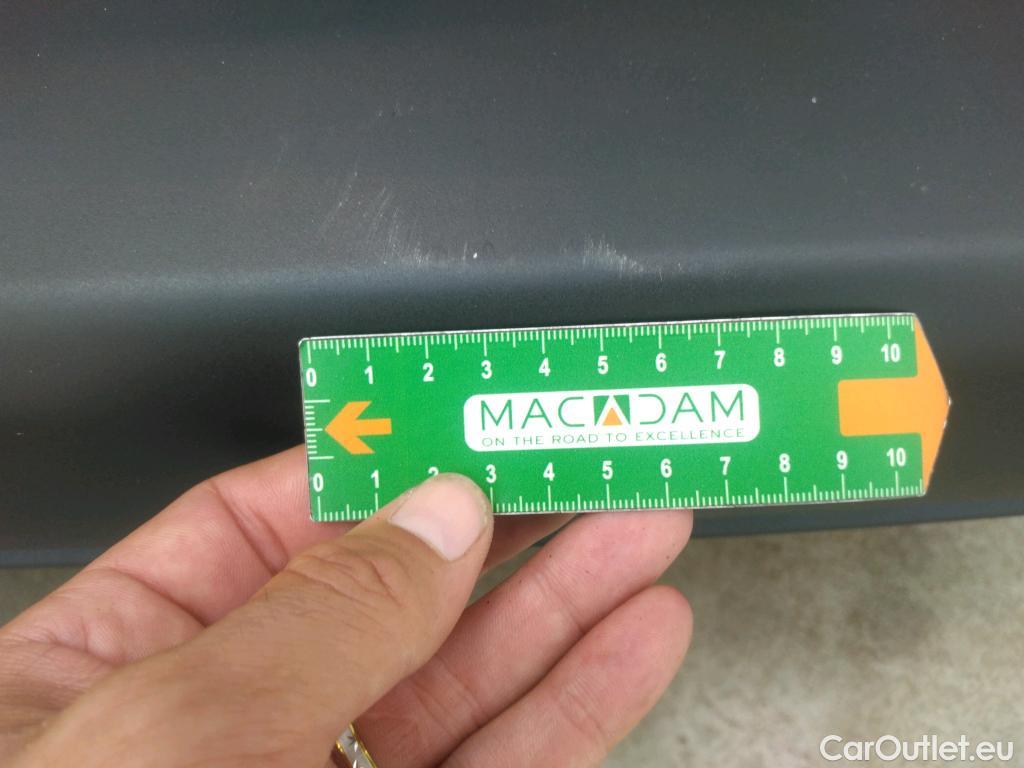 0 1 2 3 4 5 6 7 8 9 10
MACADAM
ON THE ROAD TO EXCELLENCE
0 1 2 3 4 5 6 7 8 9 10
CarOutlet.eu